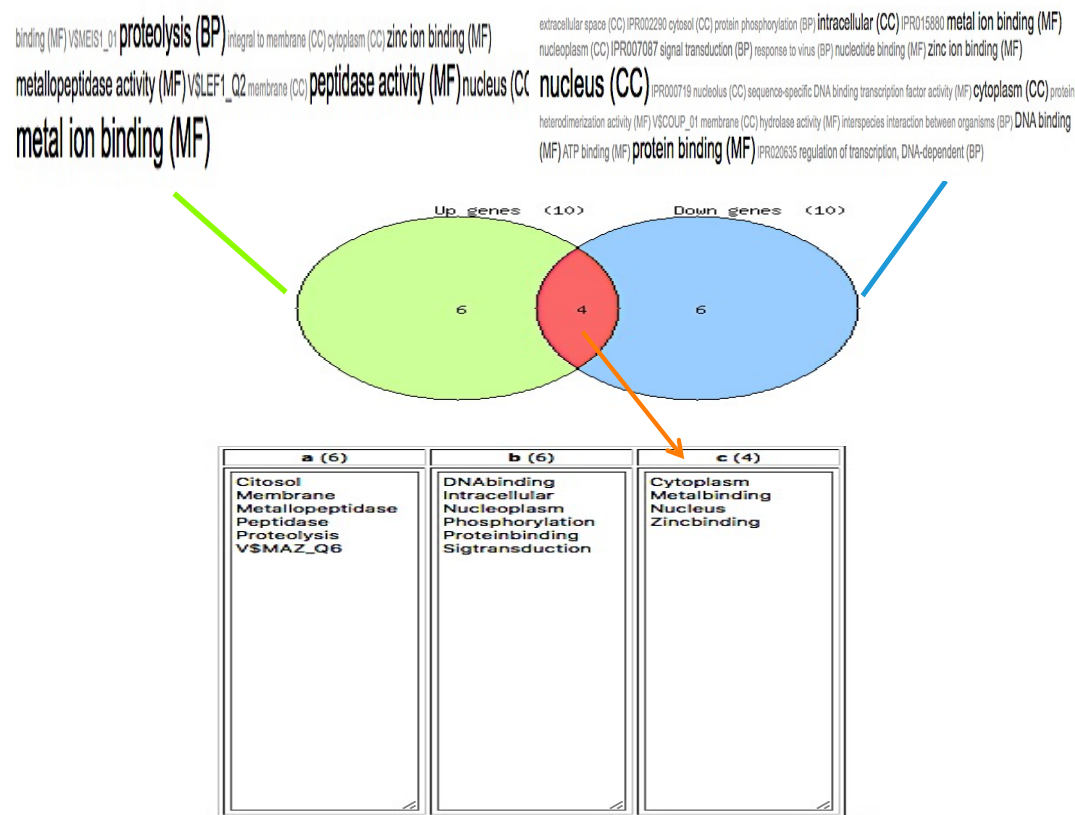 binding (MF) V$MEIS1_01 proteolysis (BP) integral to membrane (CC) cytoplasm (CC) zinc ion binding (MF)
metallopeptidase activity (MF) V$LEF1_Q2 membrane (CC) peptidase activity (MF) nucleus (CC
metal ion binding (MF)
extracellular space (CC) IPR002290 cytosol (CC) protein phosphorylation (BP) intracellular (CC) IPR015880 metal ion binding (MF)
nucleoplasm (CC) IPR007087 signal transduction (BP) response to virus (BP) nucleotide binding (MF) zinc ion binding (MF)
nucleus (CC) IPR000719 nucleolus (CC) sequence-specific DNA binding transcription factor activity (MF) cytoplasm (CC) protein
heterodimerization activity (MF) V$COUP_01 membrane (CC) hydrolase activity (MF) interspecies interaction between organisms (BP) DNA binding
(MF) ATP binding (MF) protein binding (MF) IPR020635 regulation of transcription, DNA-dependent (BP)
Up genes (10)
Down genes (10)
6
4
6
a (6)
Citosol
Membrane
Metallopeptidase
Peptidase
Proteolysis
V$MAZ_Q6
b (6)
DNAbinding
Intracellular
Nucleoplasm
Phosphorylation
Proteinbinding
Sigtransduction
c (4)
Cytoplasm
Metalbinding
Nucleus
Zincbinding